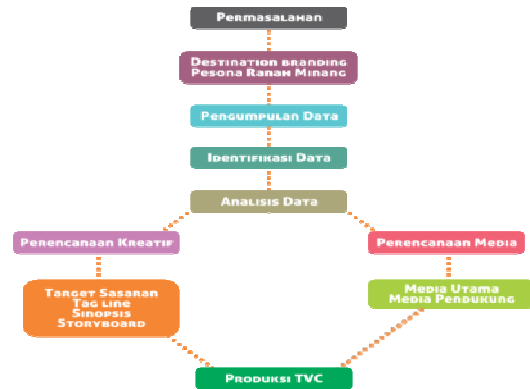 Permasalahan
Destination branding
Pesona Ranah Minang
Pengumpulan Data
Identifikasi Data
Analisis Data
Perencanaan Kreatif
Perencanaan Media
Target Sasaran
Tag line
Sinopsis
Storyboard
Media Utama
Media Pendukung
Produksi TVC